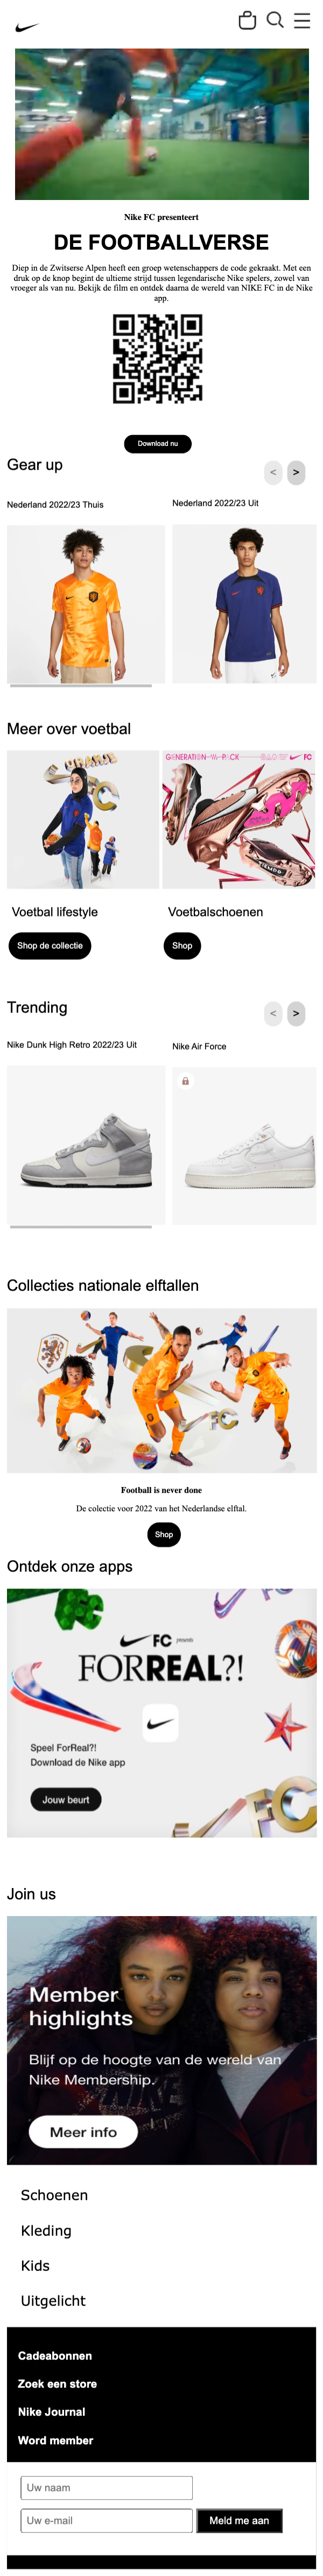 Nike FC presenteert
DE FOOTBALLVERSE
Diep in de Zwitserse Alpen heeft een groep wetenschappers de code gekraakt. Met een
druk op de knop begint de ultieme strijd tussen legendarische Nike spelers, zowel van
vroeger als van nu. Bekijk de film en ontdek daarna de wereld van NIKE FC in de Nike
app.
Download nu
Gear up
< >
Nederland 2022/23 Thuis
Nederland 2022/23 Uit
Meer over voetbal
GENERATION
PACK
FC
Voetbal lifestyle
Voetbalschoenen
Shop de collectie
Shop
Trending
< >
Nike Dunk High Retro 2022/23 Uit
Nike Air Force
Collecties nationale elftallen
FC
Football is never done
De colectie voor 2022 van het Nederlandse elftal.
Shop
Ontdek onze apps
FC presents
FORREAL?!
Speel ForReal?!
Download de Nike app
Jouw beurt
FC
Join us
Member
highlights
Blijf op de hoogte van de wereld van
Nike Membership.
Meer info
Schoenen
Kleding
Kids
Uitgelicht
Cadeabonnen
Zoek een store
Nike Journal
Word member
Uw naam
Uw e-mail
Meld me aan